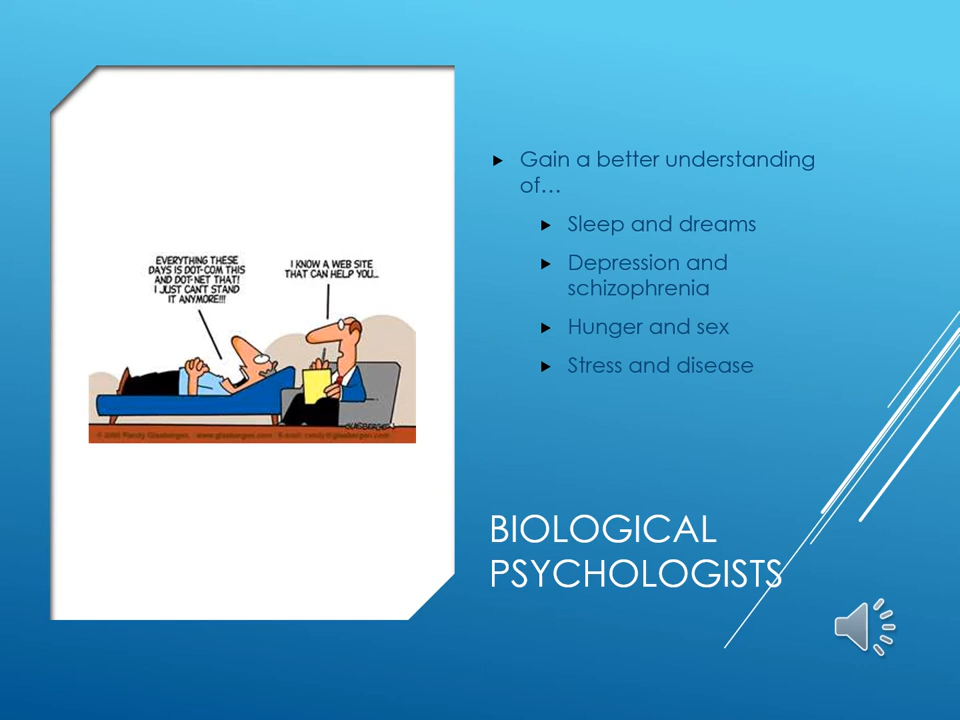 EVERYTHING THESE
DAYS IS DOT-COM THIS
AND DOT-NET THAT!
I JUST CAN'T STAND
IT ANYMORE!!!
I KNOW A WEB SITE
THAT CAN HELP YOU...
GLASBERGEN
Gain a better understanding
of…
Sleep and dreams
Depression and
schizophrenia
Hunger and sex
Stress and disease
BIOLOGICAL
PSYCHOLOGISTS